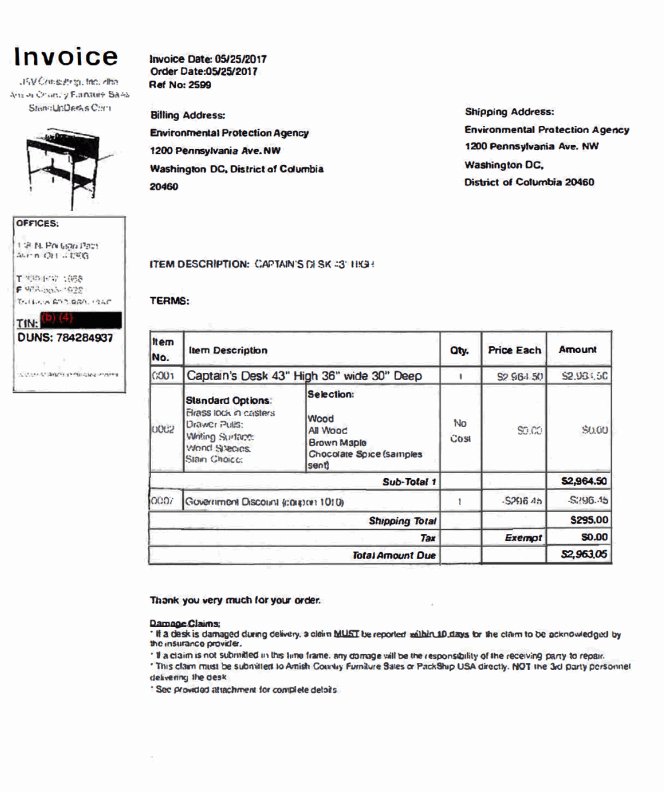 Invoice
JSV Consulting, Inc. dba
Amish Country Furniture Sales
StandUpDesks.Com
Invoice Date: 05/25/2017
Order Date:05/25/2017
Ref No: 2599
Billing Address:
Environmental Protection Agency
1200 Pennsylvania Ave. NW
Washington DC, District of Columbia
20460
Shipping Address:
Environmental Protection Agency
1200 Pennsylvania Ave. NW
Washington DC,
District of Columbia 20460
OFFICES:
N. Portage Path
OH
T
F
TIN: (b) (4)
DUNS: 784284937
ITEM DESCRIPTION: CAPTAIN'S DESK 43" HIGH
TERMS:
Item No. Item Description Qty. Price Each Amount
0001 Captain's Desk 43" High 36" wide 30" Deep 1 $2,964.50 $2,964.50
0002 Standard Options: Selection: No Cost $0.00 $0.00
Brass lock in casters
Drawer Pulls: Wood
Writing Surface: All Wood
Wood Species: Brown Maple
Stain Choice: Chocolate Spice (samples sent)
Sub-Total 1 $2,964.50
0007 Government Discount (coupon 1010) 1 -$296.45 -$296.45
Shipping Total $295.00
Tax Exempt $0.00
Total Amount Due $2,963.05
Thank you very much for your order.
Damage Claims:
* If a desk is damaged during delivery, a claim MUST be reported within 10 days for the claim to be acknowledged by
the insurance provider.
* If a claim is not submitted in this time frame, any damage will be the responsibility of the receiving party to repair.
* This claim must be submitted to Amish Country Furniture Sales or PackShip USA directly. NOT the 3rd party personnel
delivering the desk
* See provided attachment for complete details